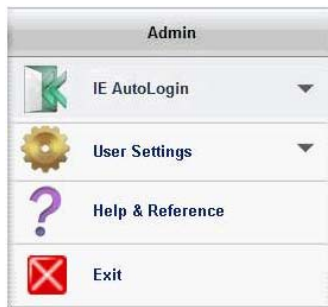 Admin
IE AutoLogin
User Settings
Help & Reference
Exit